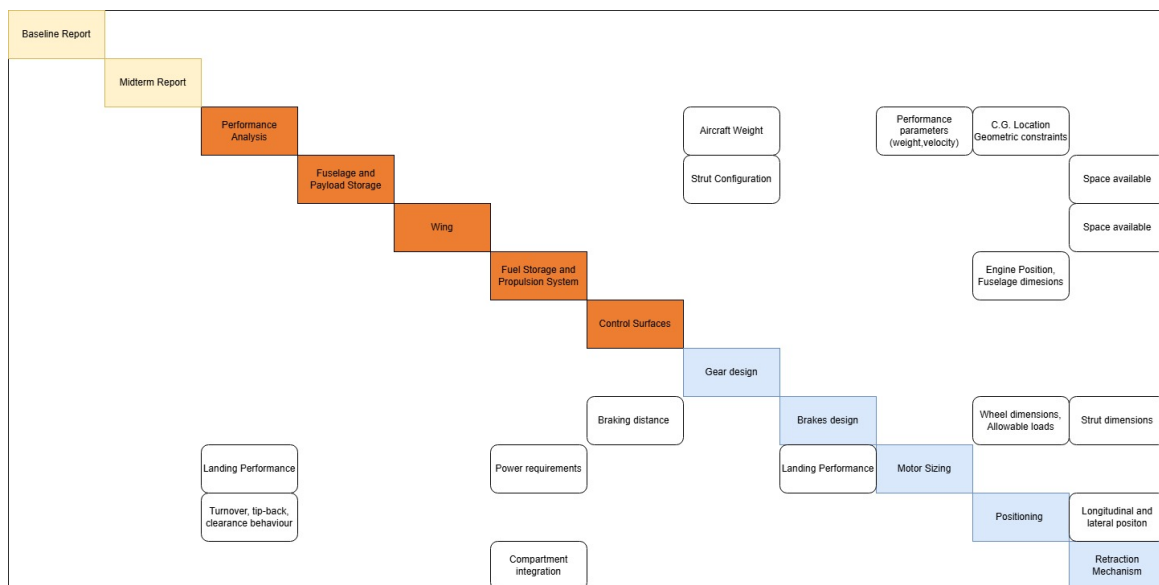 Baseline Report
Midterm Report
Performance
Analysis
Aircraft Weight
Performance
parameters
(weight,velocity)
C.G. Location
Geometric constraints
Fuselage and
Payload Storage
Strut Configuration
Space available
Wing
Space available
Fuel Storage and
Propulsion System
Engine Position,
Fuselage dimesions
Control Surfaces
Gear design
Braking distance
Brakes design
Wheel dimensions,
Allowable loads
Strut dimensions
Landing Performance
Power requirements
Landing Performance
Motor Sizing
Turnover, tip-back,
clearance behaviour
Positioning
Longitudinal and
lateral positon
Compartment
integration
Retraction
Mechanism